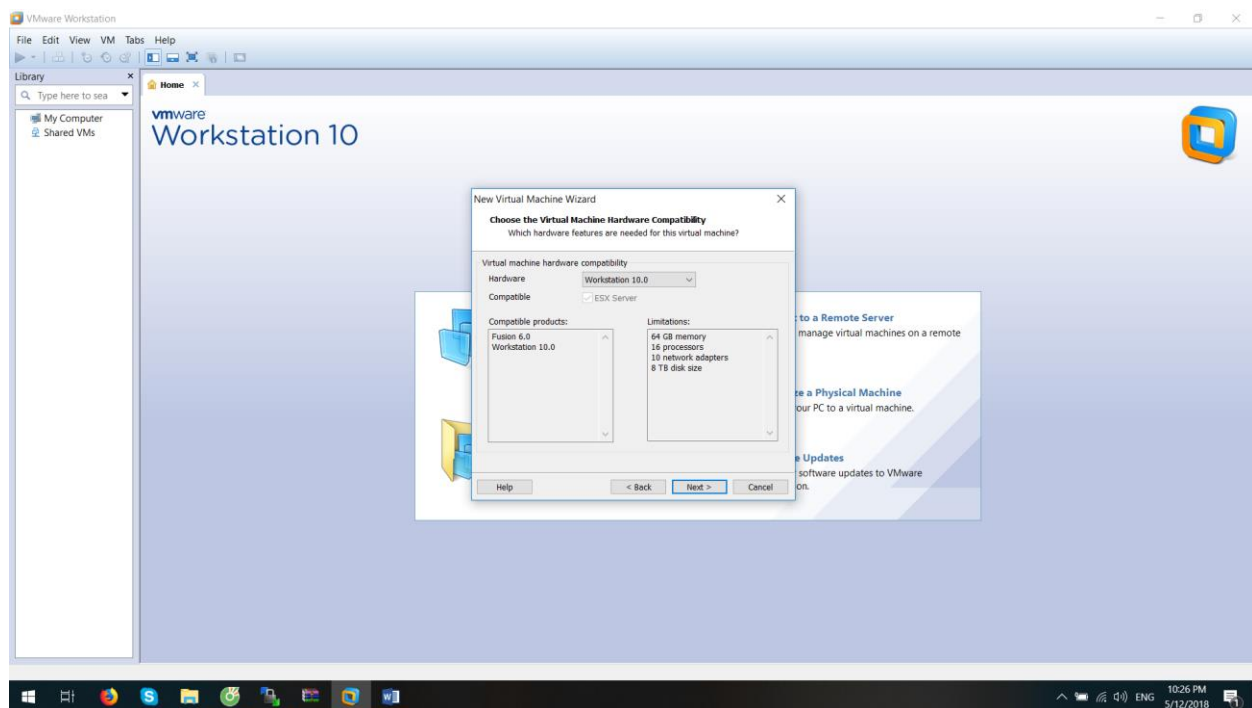 VMware Workstation
File Edit View VM Tabs Help
Library
Type here to sea
My Computer
Shared VMs
Home
vmware
Workstation 10
New Virtual Machine Wizard
Choose the Virtual Machine Hardware Compatibility
Which hardware features are needed for this virtual machine?
Virtual machine hardware compatibility
Hardware Workstation 10.0
Compatible ESX Server
Compatible products:
Fusion 6.0
Workstation 10.0
Limitations:
64 GB memory
16 processors
10 network adapters
8 TB disk size
Help < Back Next > Cancel
to a Remote Server
manage virtual machines on a remote
a Physical Machine
our PC to a virtual machine.
Updates
software updates to VMware
on.
ENG
10:26 PM
5/12/2018